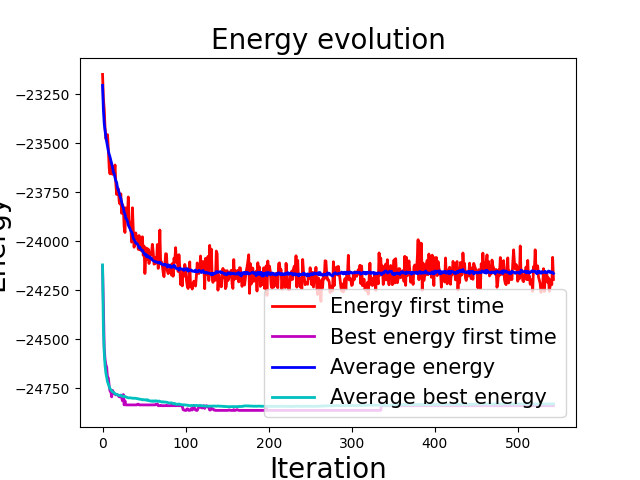 Energy evolution
Energy
−23250
−23500
−23750
−24000
−24250
−24500
−24750
Energy first time
Best energy first time
Average energy
Average best energy
0 100 200 300 400 500
Iteration